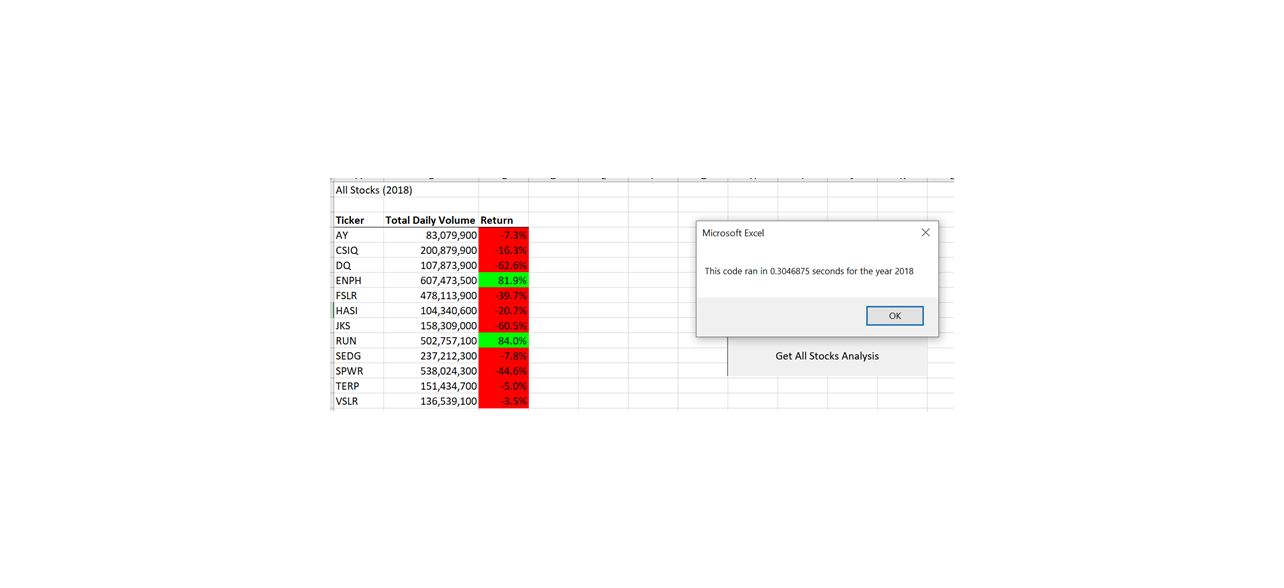 All Stocks (2018)
Ticker Total Daily Volume Return
AY 83,079,900 -7.3%
CSIQ 200,879,900 -16.3%
DQ 107,873,900 -62.6%
ENPH 607,473,500 81.9%
FSLR 478,113,900 -39.7%
HASI 104,340,600 -20.7%
JKS 158,309,000 -60.5%
RUN 502,757,100 84.0%
SEDG 237,212,300 -7.8%
SPWR 538,024,300 -44.6%
TERP 151,434,700 -5.0%
VSLR 136,539,100 -3.5%
Microsoft Excel
This code ran in 0.3046875 seconds for the year 2018
OK
Get All Stocks Analysis